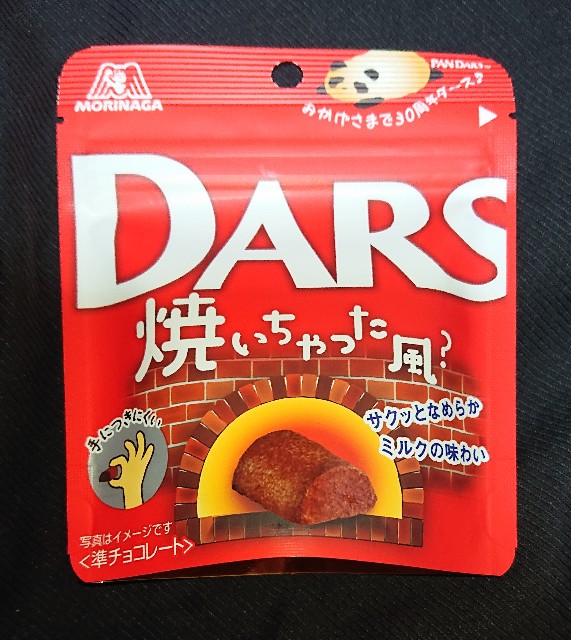 MORINAGA
PANDARS™
おかげさまで30周年ダース♪
DARS
焼いちゃった風?
サクッとなめらか
ミルクの味わい
手につきにくい
写真はイメージです
<準チョコレート>